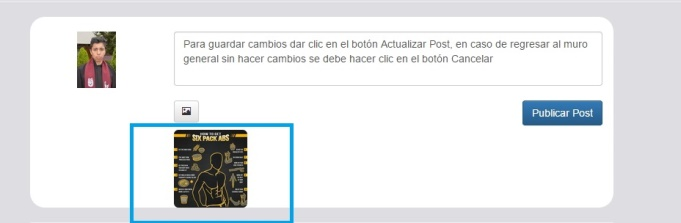 Para guardar cambios dar clic en el botón Actualizar Post, en caso de regresar al muro
general sin hacer cambios se debe hacer clic en el botón Cancelar
Publicar Post
HOW TO GET
SIX PACK ABS